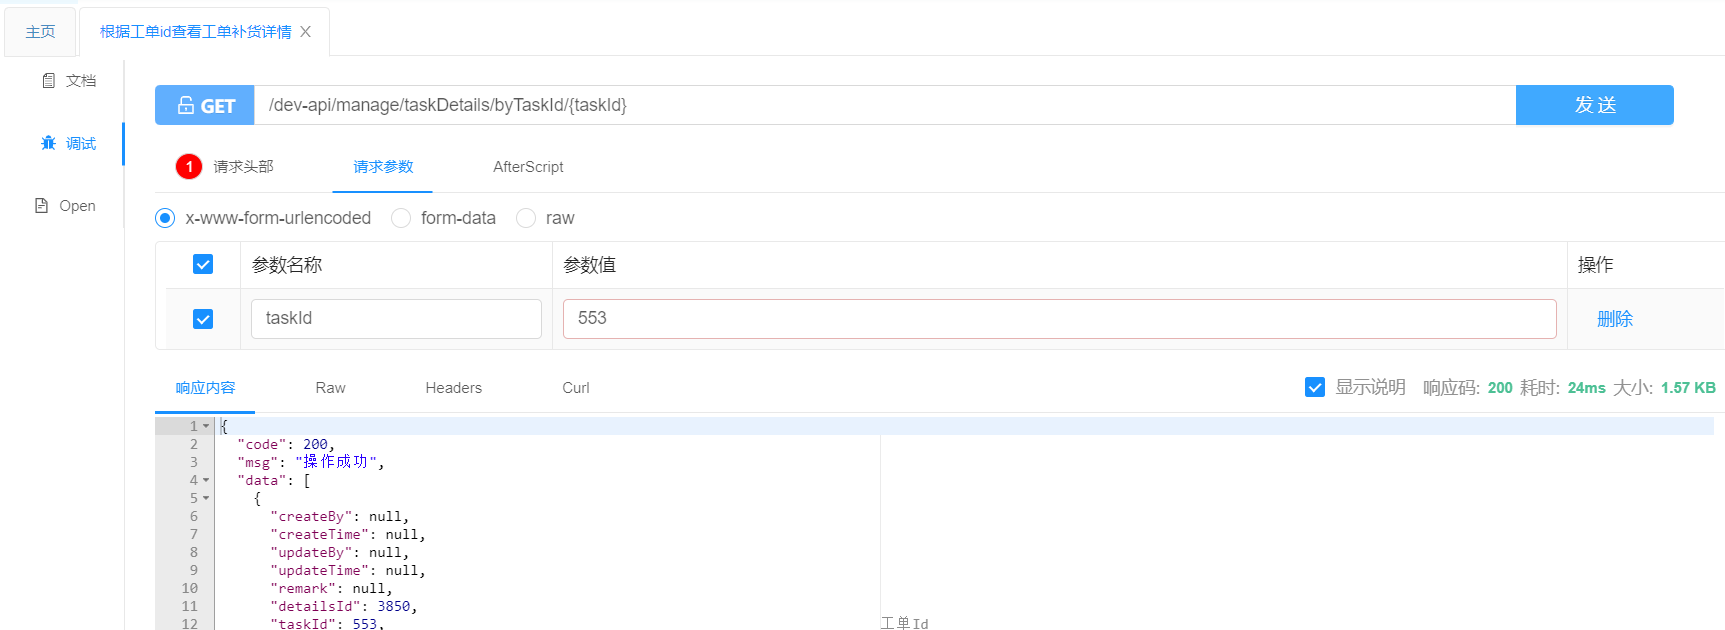 主页
根据工单id查看工单补货详情
文档
调试
Open
GET /dev-api/manage/taskDetails/byTaskId/{taskId} 发 送
1 请求头部 请求参数 AfterScript
x-www-form-urlencoded form-data raw
参数名称 参数值 操作
taskId 553 删除
响应内容 Raw Headers Curl 显示说明 响应码: 200 耗时: 24ms 大小: 1.57 KB
1 {
2 "code": 200,
3 "msg": "操作成功",
4 "data": [
5 {
6 "createBy": null,
7 "createTime": null,
8 "updateBy": null,
9 "updateTime": null,
10 "remark": null,
11 "detailsId": 3850,
12 "taskId": 553, 工单Id